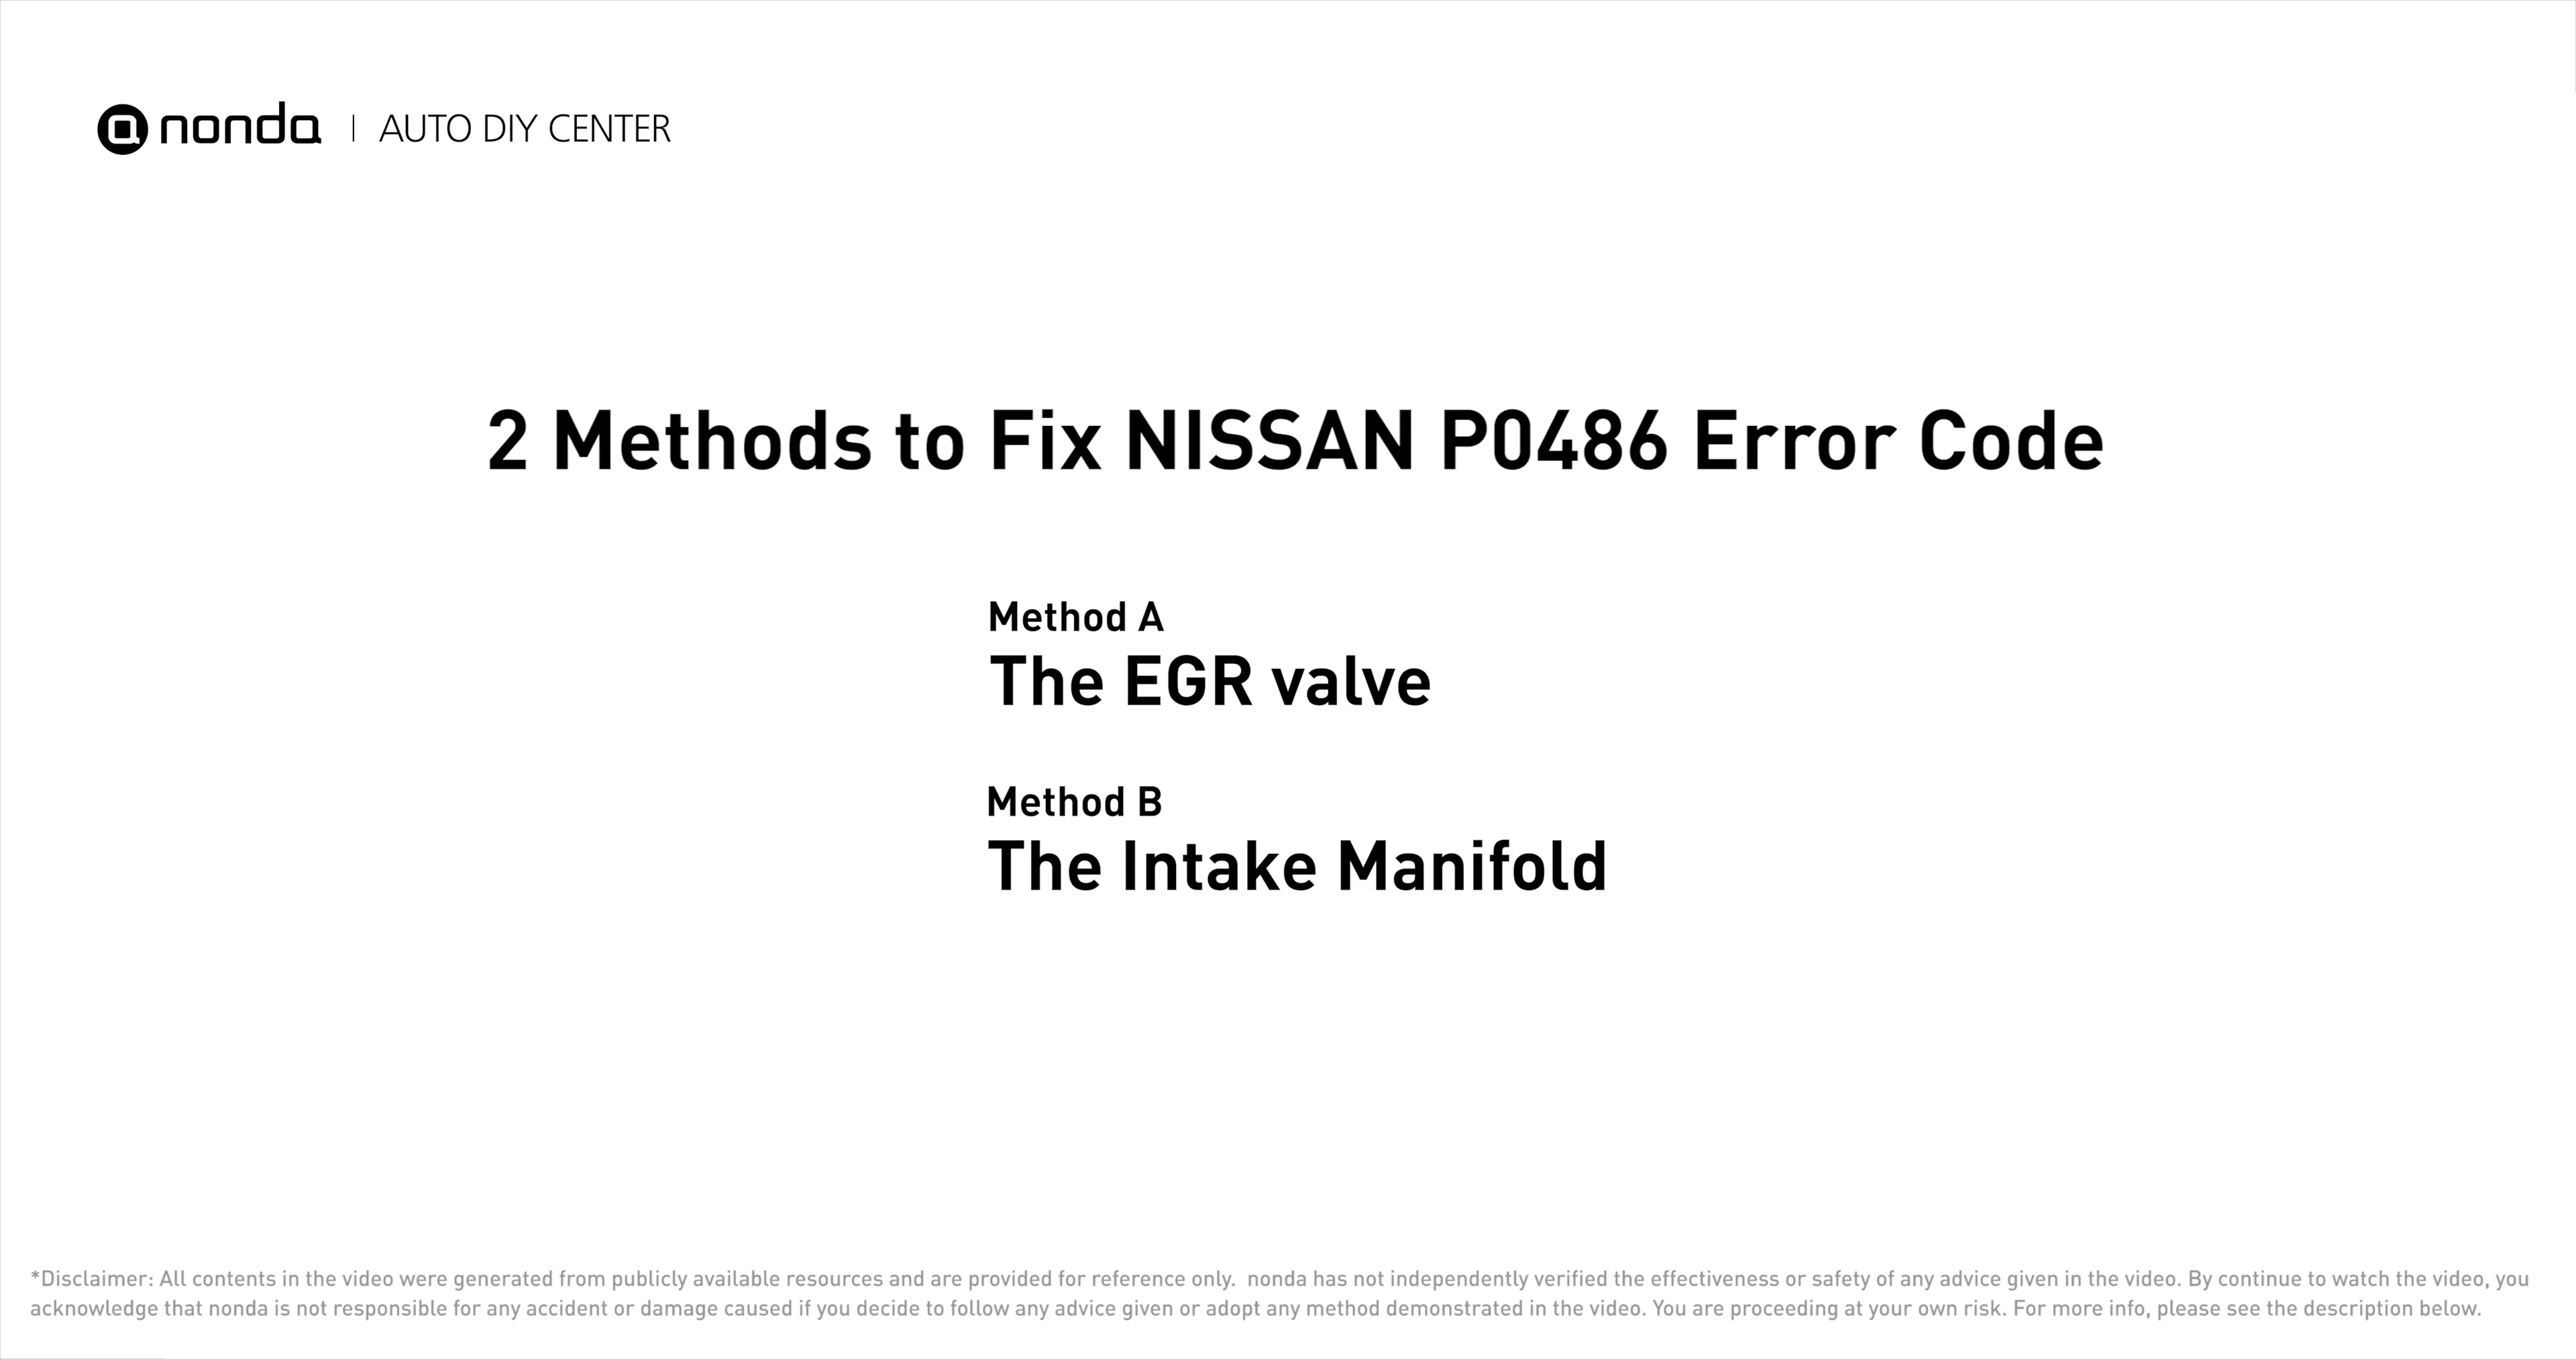 nonda | AUTO DIY CENTER
2 Methods to Fix NISSAN P0486 Error Code
Method A
The EGR valve
Method B
The Intake Manifold
*Disclaimer: All contents in the video were generated from publicly available resources and are provided for reference only. nonda has not independently verified the effectiveness or safety of any advice given in the video. By continue to watch the video, you
acknowledge that nonda is not responsible for any accident or damage caused if you decide to follow any advice given or adopt any method demonstrated in the video. You are proceeding at your own risk. For more info, please see the description below.